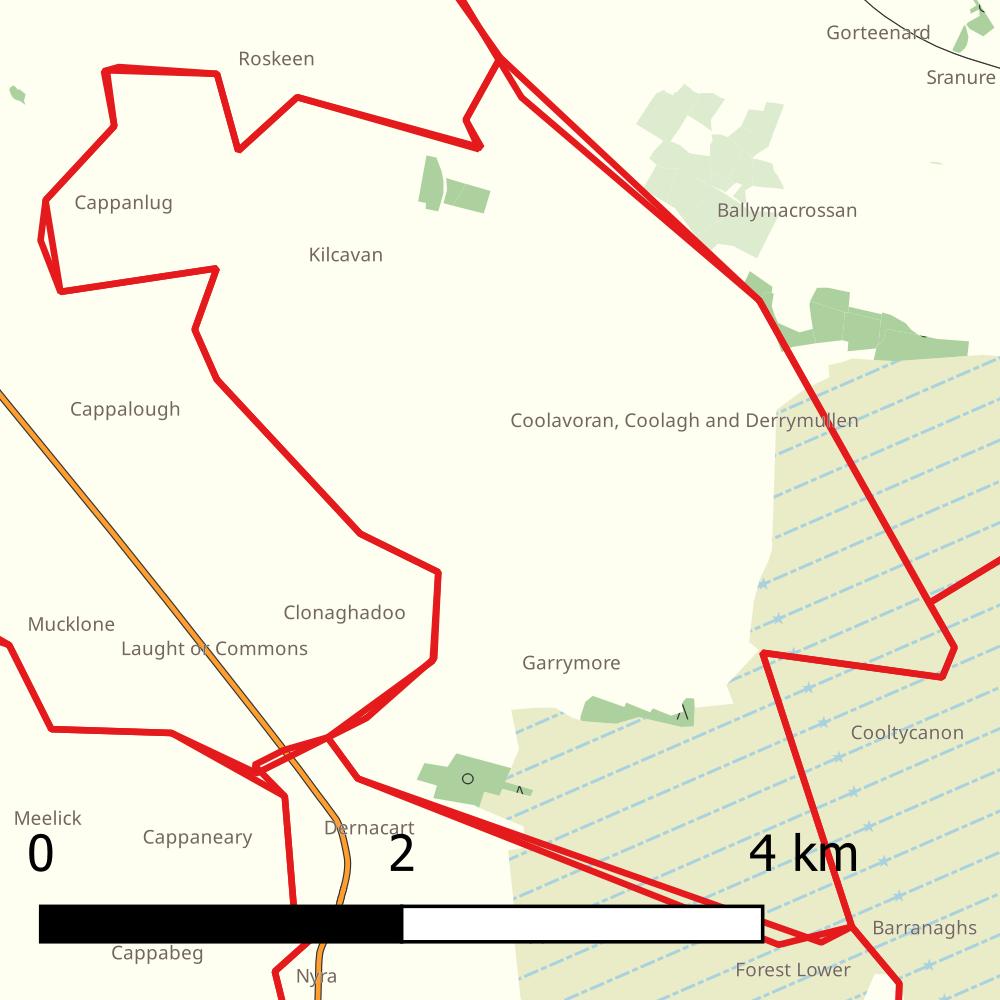 Gorteenard
Roskeen
Sranure
Cappanlug
Ballymacrossan
Kilcavan
Cappalough
Coolavoran, Coolagh and Derrymullen
Clonaghadoo
Mucklone
Laught or Commons
Garrymore
Cooltycanon
Meelick
Dernacart
Cappaneary
0 2 4 km
Barranaghs
Cappabeg
Forest Lower
Nyra